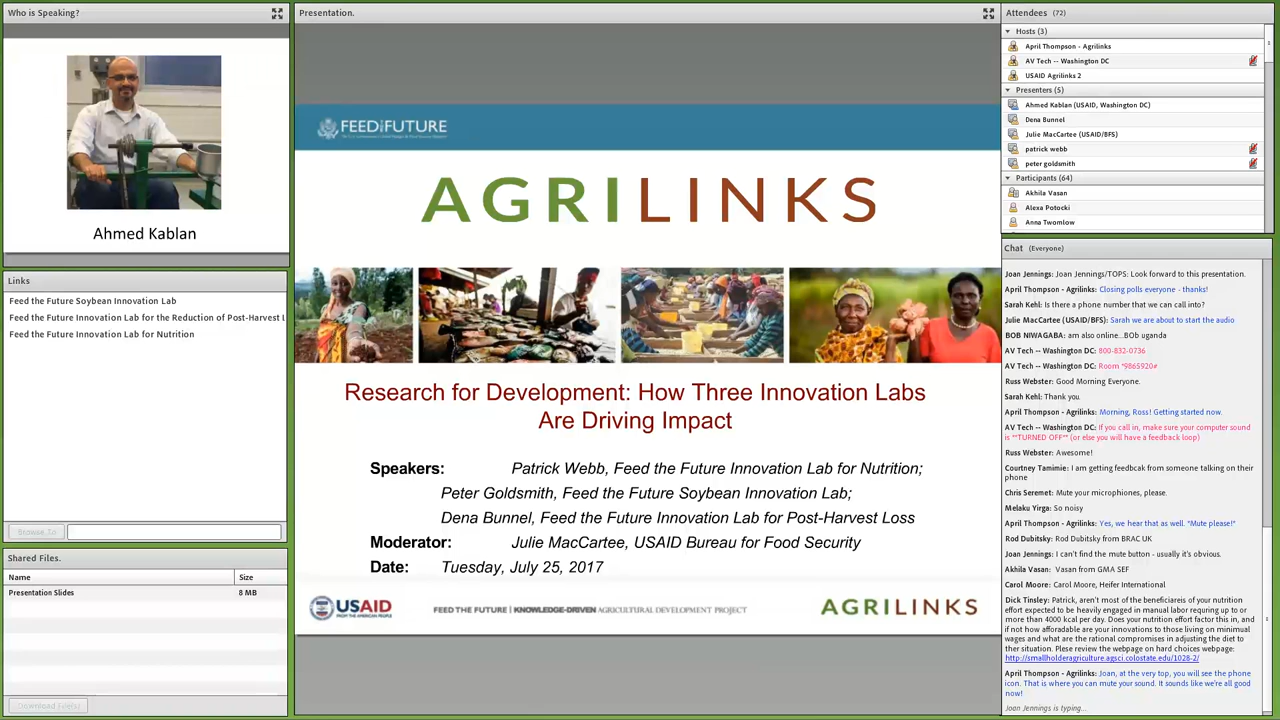 Who is Speaking?
Ahmed Kablan
Links
Feed the Future Soybean Innovation Lab
Feed the Future Innovation Lab for the Reduction of Post-Harvest L
Feed the Future Innovation Lab for Nutrition
Browse To
Shared Files.
Name Size
Presentation Slides 8 MB
Download File(s)
Presentation.
FEED THE FUTURE
AGRILINKS
Research for Development: How Three Innovation Labs
Are Driving Impact
Speakers: Patrick Webb, Feed the Future Innovation Lab for Nutrition;
Peter Goldsmith, Feed the Future Soybean Innovation Lab;
Dena Bunnel, Feed the Future Innovation Lab for Post-Harvest Loss
Moderator: Julie MacCartee, USAID Bureau for Food Security
Date: Tuesday, July 25, 2017
USAID
FROM THE AMERICAN PEOPLE
FEED THE FUTURE | KNOWLEDGE-DRIVEN AGRICULTURAL DEVELOPMENT PROJECT
AGRILINKS
Attendees (72)
Hosts (3)
April Thompson - Agrilinks
AV Tech -- Washington DC
USAID Agrilinks 2
Presenters (5)
Ahmed Kablan (USAID, Washington DC)
Dena Bunnel
Julie MacCartee (USAID/BFS)
patrick webb
peter goldsmith
Participants (64)
Akhila Vasan
Alexa Potocki
Anna Twomlow
Chat (Everyone)
Joan Jennings: Joan Jennings/TOPS: Look forward to this presentation.
April Thompson - Agrilinks: Closing polls everyone - thanks!
Sarah Kehl: Is there a phone number that we can call into?
Julie MacCartee (USAID/BFS): Sarah we are about to start the audio
BOB NIWAGABA: am also online...BOb uganda
AV Tech -- Washington DC: 800-832-0736
AV Tech -- Washington DC: Room *9865920#
Russ Webster: Good Morning Everyone.
Sarah Kehl: Thank you.
April Thompson - Agrilinks: Morning, Ross! Getting started now.
AV Tech -- Washington DC: If you call in, make sure your computer sound
is **TURNED OFF** (or else you will have a feedback loop)
Russ Webster: Awesome!
Courtney Tamimie: I am getting feedcak from someone talking on their
phone
Chris Seremet: Mute your microphiones, please.
Melaku Yirga: So noisy
April Thompson - Agrilinks: Yes, we hear that as well. "Mute please!"
Rod Dubitsky: Rod Dubitsky from BRAC UK
Joan Jennings: I can't find the mute button - usually it's obvious.
Akhila Vasan: Vasan from GMA SEF
Carol Moore: Carol Moore, Heifer International
Dick Tinsley: Patrick, aren't most of the beneficiareis of your nutrition
effort expected to be heavily engaged in manual labor requring up to or
more than 4000 kcal per day. Does your nutrition effort factor this in, and
if not how afforadable are your innovations to those living on minimual
wages and what are the rational compromises in adjusting the diet to
ther situation. Plese review the webpage on hard choices webpage:
http://smallholderagriculture.agsci.colostate.edu/1028-2/
April Thompson - Agrilinks: Joan, at the very top, you will see the phone
icon. That is where you can mute your sound. It sounds like we're all good
now!
Joan Jennings is typing...